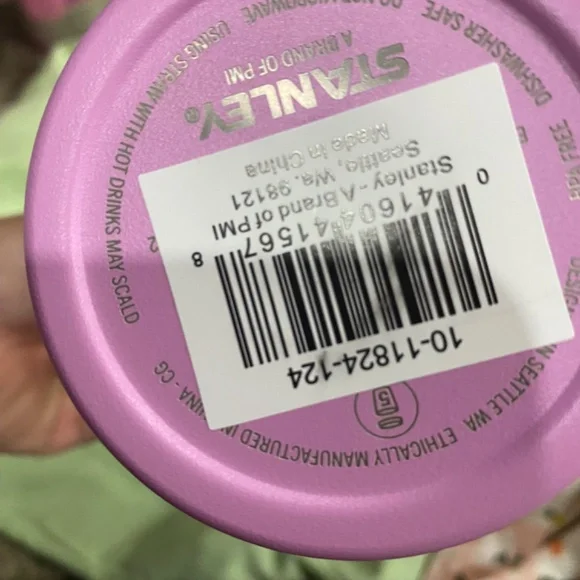 STANLEY®
A BRAND OF PMI
USING STRAW WITH HOT DRINKS MAY SCALD
DISHWASHER SAFE
FREE
ETHICALLY MANUFACTURED IN CHINA - CG
IN SEATTLE WA
5
10-11824-124
0 41604 41567 8
Stanley - A Brand of PMI
Seattle, Wa. 98121
Made in China